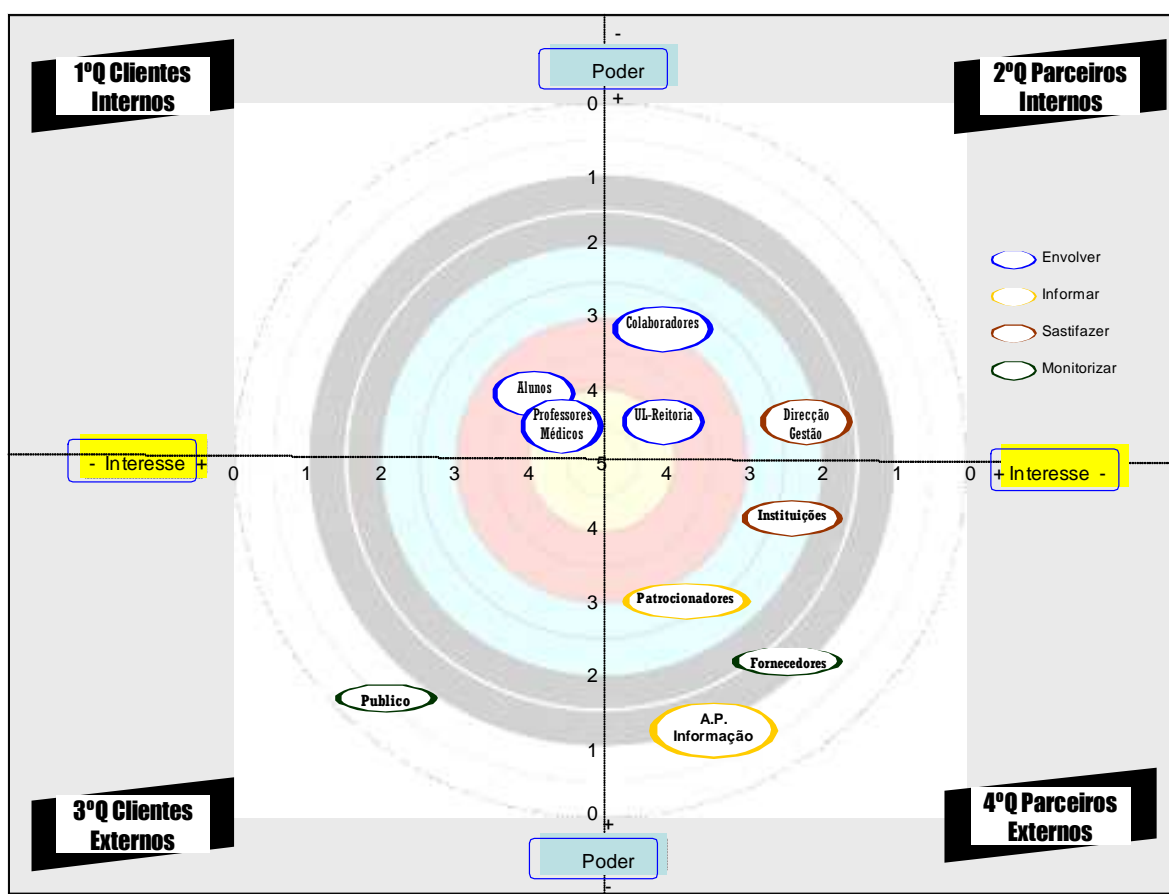 -
Poder
+
1ºQ Clientes
Internos
2ºQ Parceiros
Internos
0
1
2
3
4
5
Envolver
Informar
Sastifazer
Monitorizar
Colaboradores
Alunos
Professores
Médicos
UL-Reitoria
Direcção
Gestão
- Interesse +
0 1 2 3 4 3 2 1 0
+ Interesse -
Instituições
4
3
2
1
0
Patrocionadores
Fornecedores
Publico
A.P.
Informação
3ºQ Clientes
Externos
4ºQ Parceiros
Externos
+
Poder
-